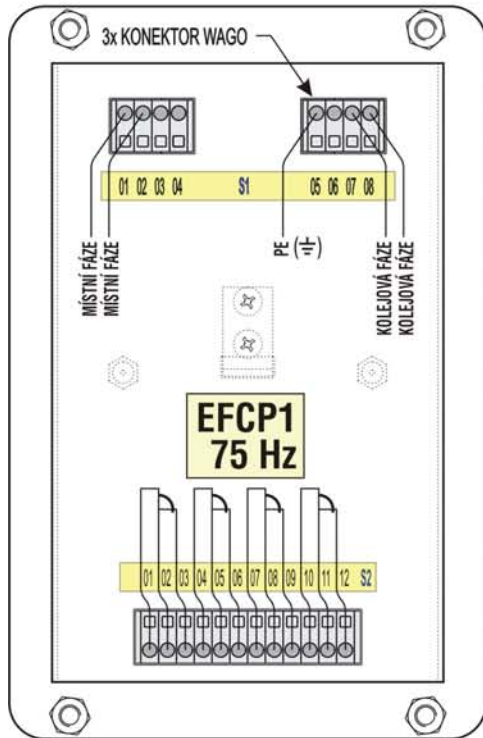 3x KONEKTOR WAGO
01 02 03 04 S1 05 06 07 08
MÍSTNÍ FÁZE
MÍSTNÍ FÁZE
PE (⏚)
KOLEJOVÁ FÁZE
KOLEJOVÁ FÁZE
EFCP1
75 Hz
01 02 03 04 05 06 07 08 09 10 11 12 S2